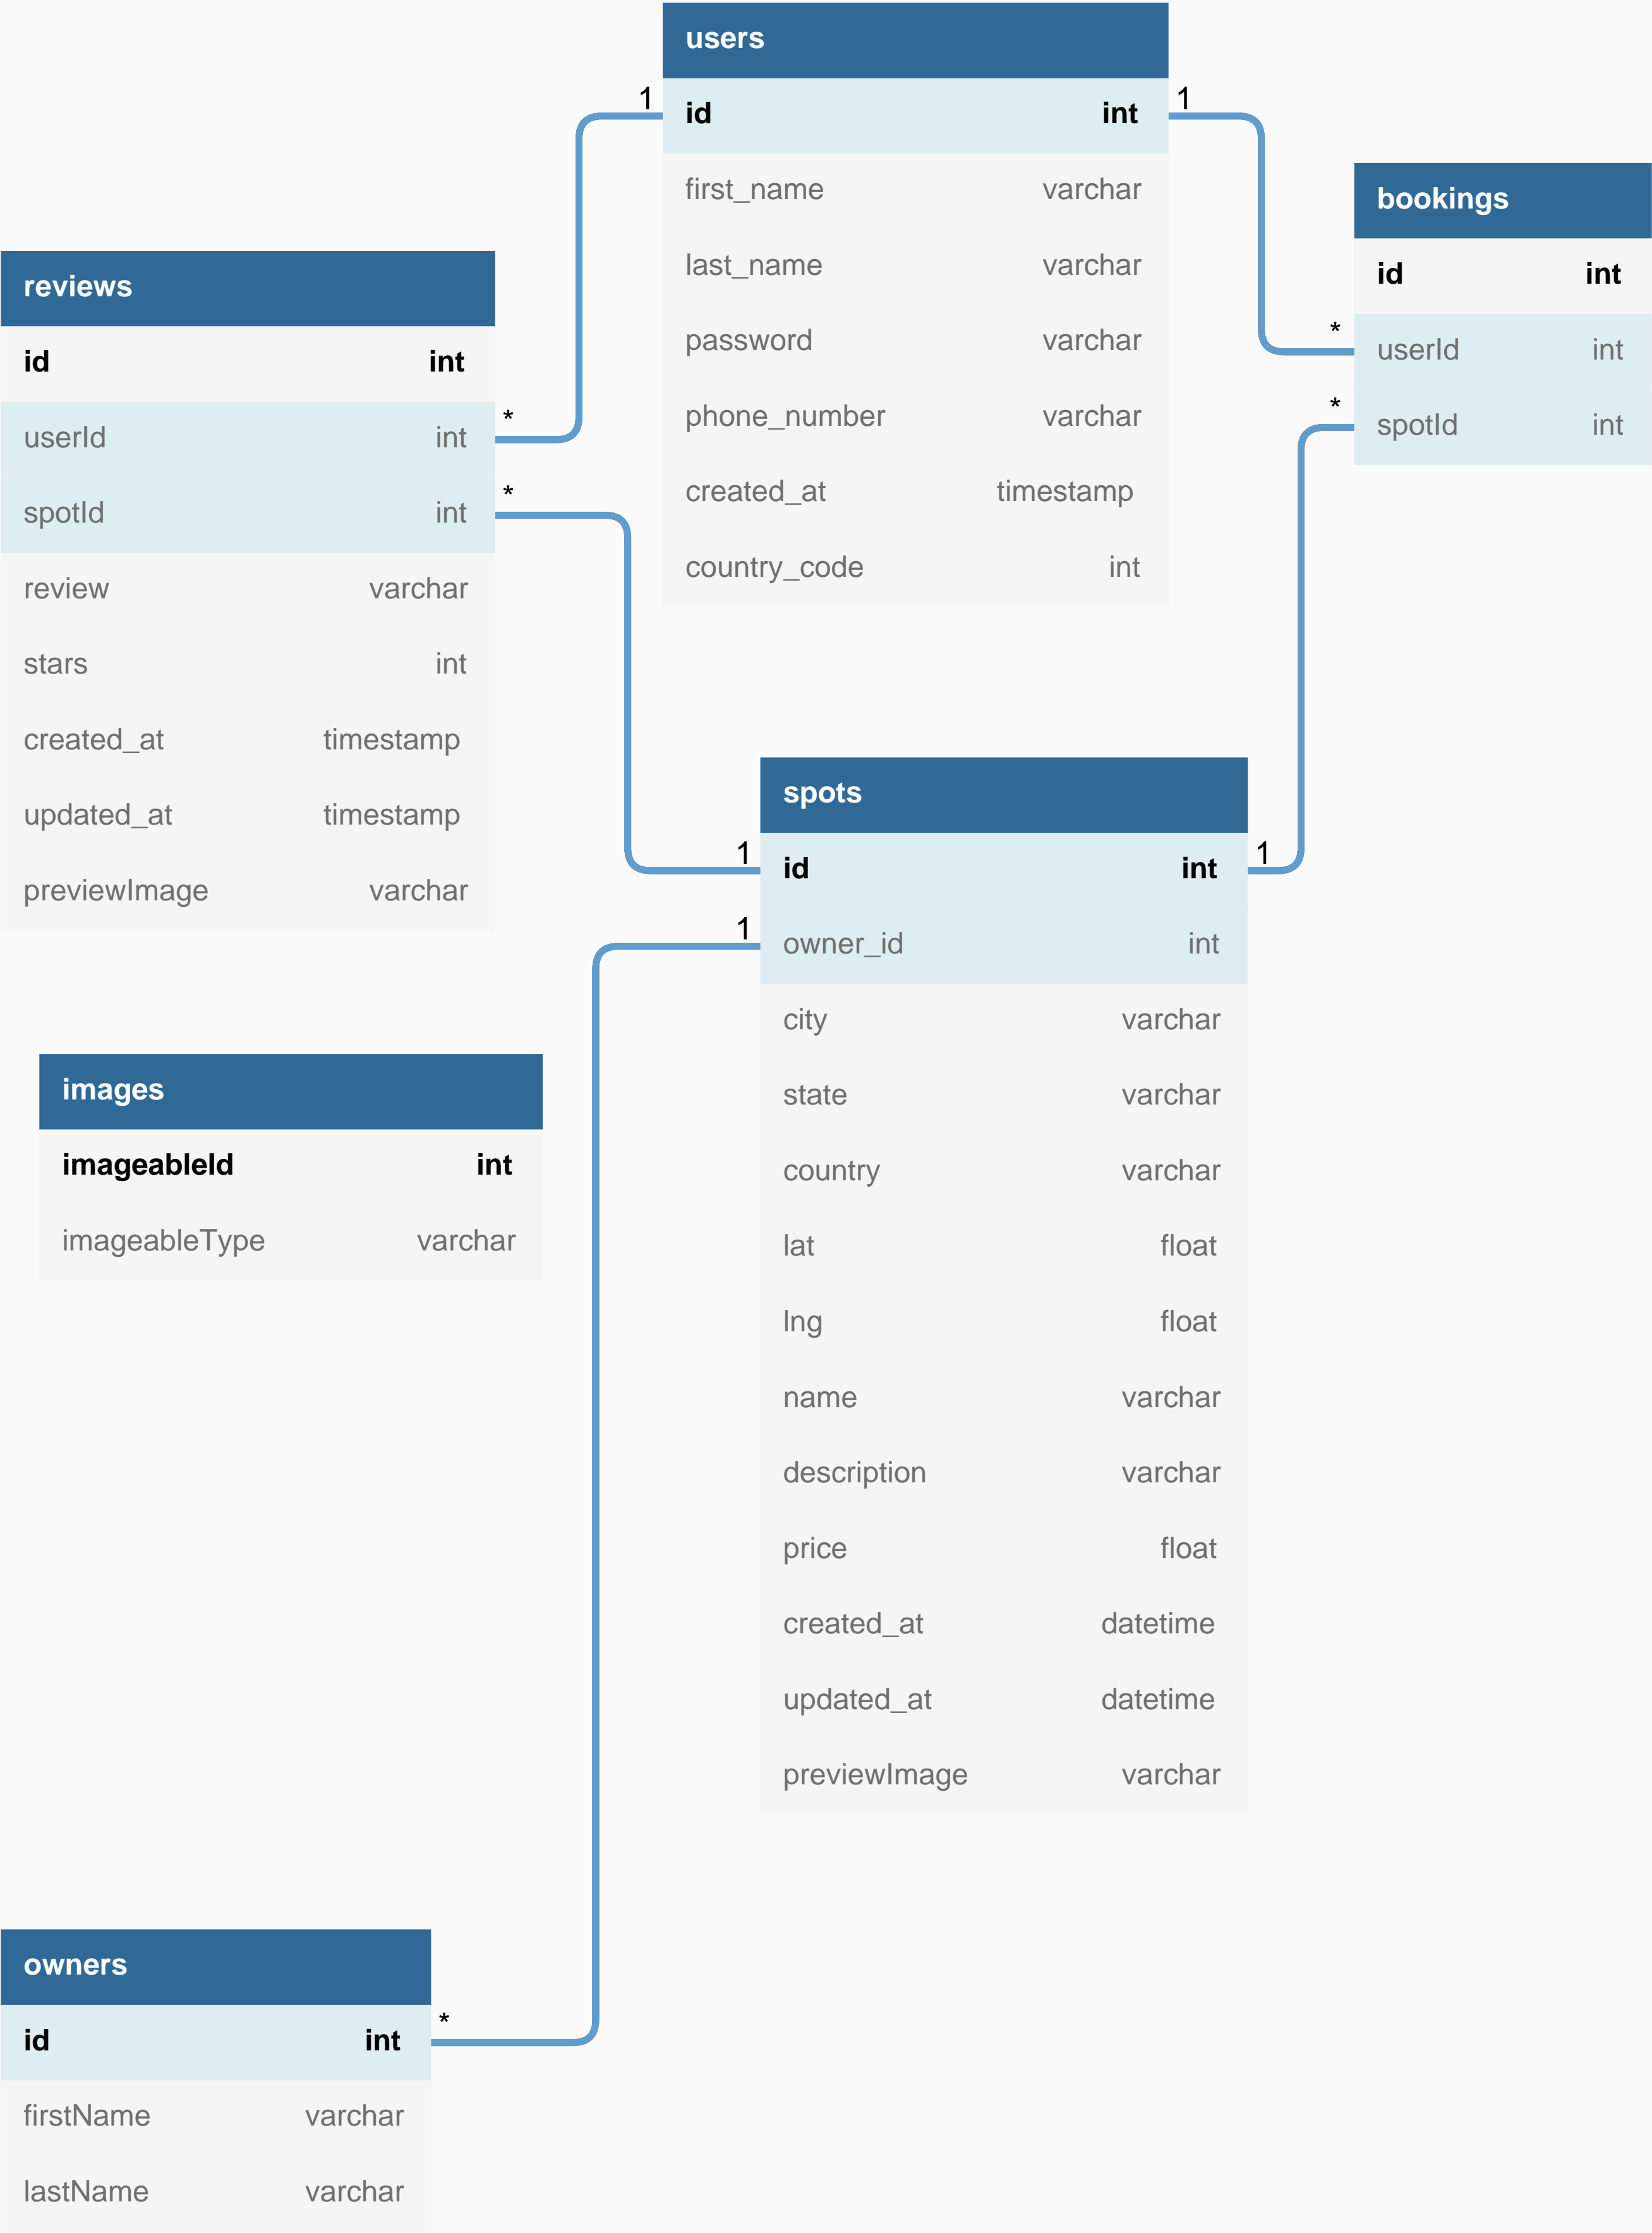 users
1 id int 1
first_name varchar
last_name varchar
password varchar
phone_number varchar
created_at timestamp
country_code int
bookings
id int
* userId int
* spotId int
reviews
id int
userId int *
spotId int *
review varchar
stars int
created_at timestamp
updated_at timestamp
previewImage varchar
spots
1 id int 1
1 owner_id int
city varchar
state varchar
country varchar
lat float
lng float
name varchar
description varchar
price float
created_at datetime
updated_at datetime
previewImage varchar
images
imageableId int
imageableType varchar
owners
id int *
firstName varchar
lastName varchar